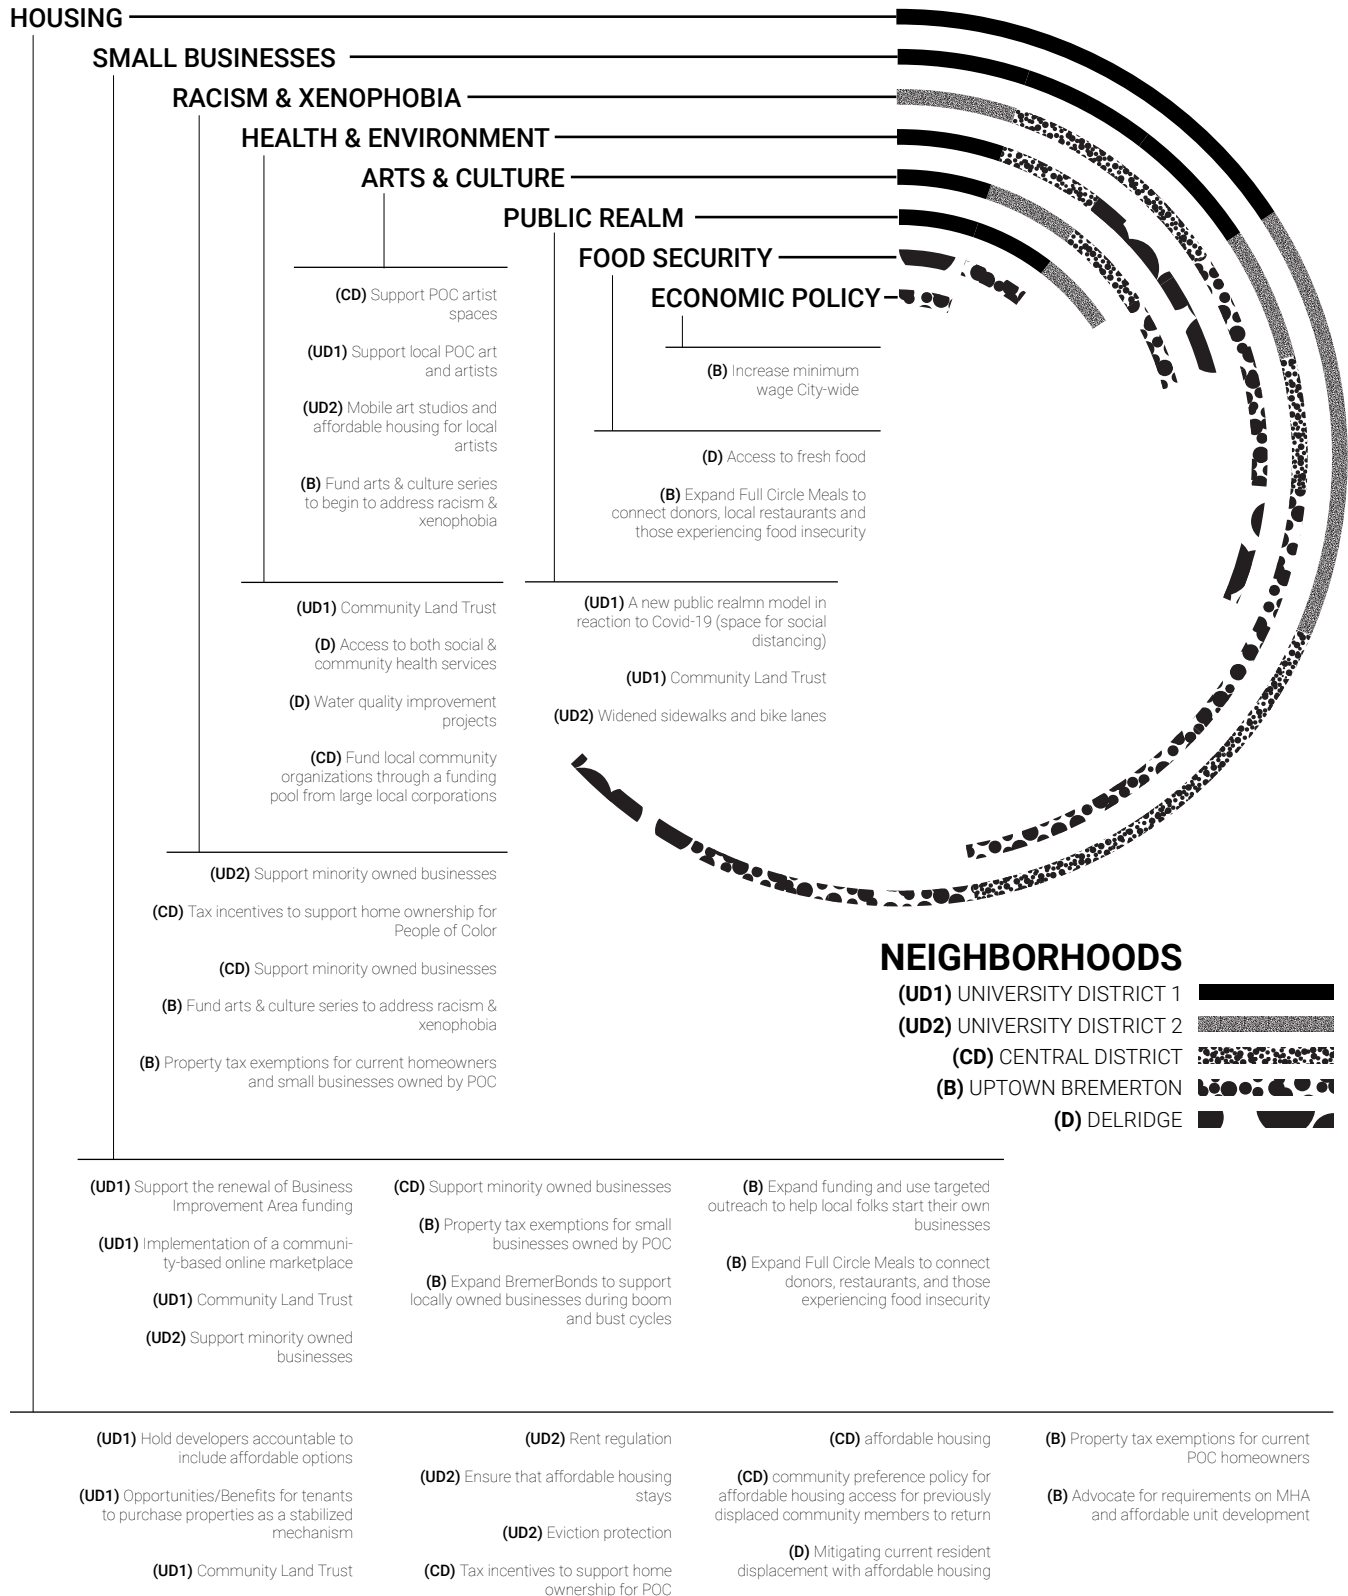 HOUSING
SMALL BUSINESSES
RACISM & XENOPHOBIA
HEALTH & ENVIRONMENT
ARTS & CULTURE
PUBLIC REALM
FOOD SECURITY
ECONOMIC POLICY
(CD) Support POC artist
spaces
(UD1) Support local POC art
and artists
(UD2) Mobile art studios and
affordable housing for local
artists
(B) Fund arts & culture series
to begin to address racism &
xenophobia
(B) Increase minimum
wage City-wide
(D) Access to fresh food
(B) Expand Full Circle Meals to
connect donors, local restaurants and
those experiencing food insecurity
(UD1) Community Land Trust
(D) Access to both social &
community health services
(D) Water quality improvement
projects
(CD) Fund local community
organizations through a funding
pool from large local corporations
(UD1) A new public realmn model in
reaction to Covid-19 (space for social
distancing)
(UD1) Community Land Trust
(UD2) Widened sidewalks and bike lanes
(UD2) Support minority owned businesses
(CD) Tax incentives to support home ownership for
People of Color
(CD) Support minority owned businesses
(B) Fund arts & culture series to address racism &
xenophobia
(B) Property tax exemptions for current homeowners
and small businesses owned by POC
NEIGHBORHOODS
(UD1) UNIVERSITY DISTRICT 1
(UD2) UNIVERSITY DISTRICT 2
(CD) CENTRAL DISTRICT
(B) UPTOWN BREMERTON
(D) DELRIDGE
(UD1) Support the renewal of Business
Improvement Area funding
(UD1) Implementation of a communi-
ty-based online marketplace
(UD1) Community Land Trust
(UD2) Support minority owned
businesses
(CD) Support minority owned businesses
(B) Property tax exemptions for small
businesses owned by POC
(B) Expand BremerBonds to support
locally owned businesses during boom
and bust cycles
(B) Expand funding and use targeted
outreach to help local folks start their own
businesses
(B) Expand Full Circle Meals to connect
donors, restaurants, and those
experiencing food insecurity
(UD1) Hold developers accountable to
include affordable options
(UD1) Opportunities/Benefits for tenants
to purchase properties as a stabilized
mechanism
(UD1) Community Land Trust
(UD2) Rent regulation
(UD2) Ensure that affordable housing
stays
(UD2) Eviction protection
(CD) Tax incentives to support home
ownership for POC
(CD) affordable housing
(CD) community preference policy for
affordable housing access for previously
displaced community members to return
(D) Mitigating current resident
displacement with affordable housing
(B) Property tax exemptions for current
POC homeowners
(B) Advocate for requirements on MHA
and affordable unit development